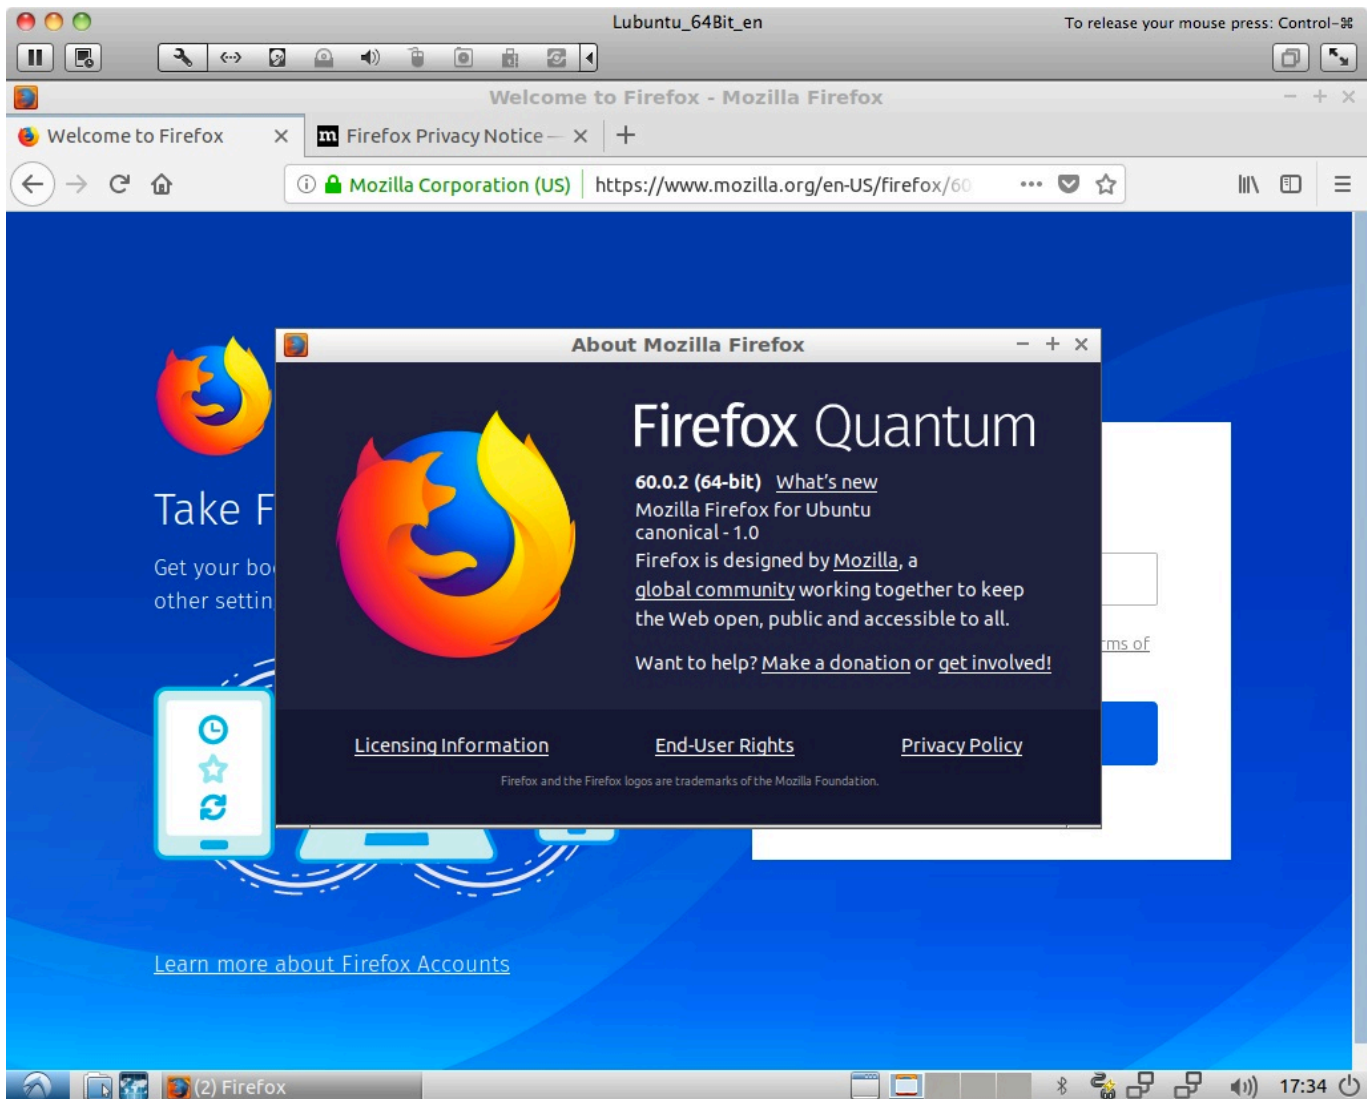 Lubuntu_64Bit_en
To release your mouse press: Control-⌘
Welcome to Firefox - Mozilla Firefox
Welcome to Firefox
Firefox Privacy Notice —
Mozilla Corporation (US)
https://www.mozilla.org/en-US/firefox/60
About Mozilla Firefox
Firefox Quantum
60.0.2 (64-bit) What's new
Mozilla Firefox for Ubuntu
canonical - 1.0
Firefox is designed by Mozilla, a
global community working together to keep
the Web open, public and accessible to all.
Want to help? Make a donation or get involved!
Licensing Information
End-User Rights
Privacy Policy
Firefox and the Firefox logos are trademarks of the Mozilla Foundation.
Take F
Get your bo
other settin
rms of
Learn more about Firefox Accounts
(2) Firefox
17:34